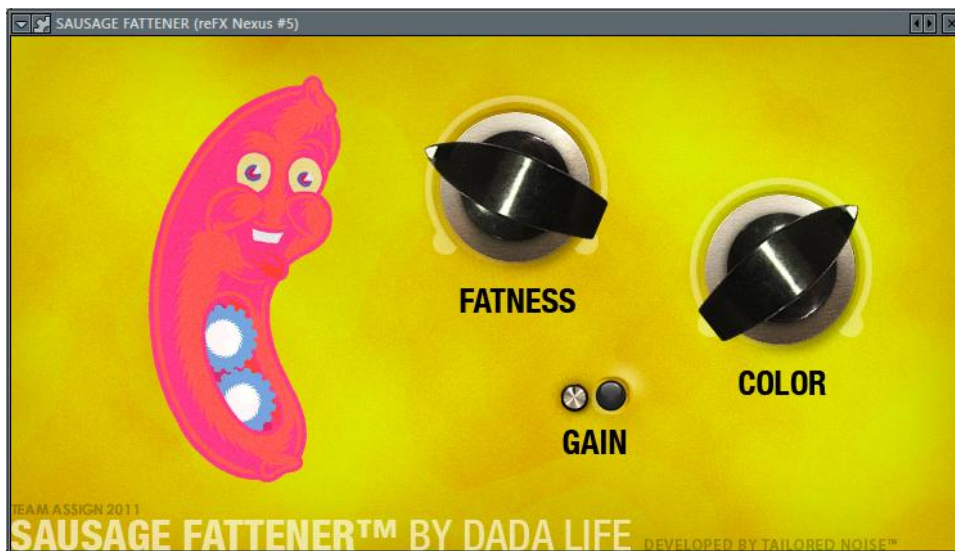 SAUSAGE FATTENER (reFX Nexus #5)
FATNESS
COLOR
GAIN
TEAM ASSIGN 2011
SAUSAGE FATTENER™ BY DADA LIFE DEVELOPED BY TAILORED NOISE™